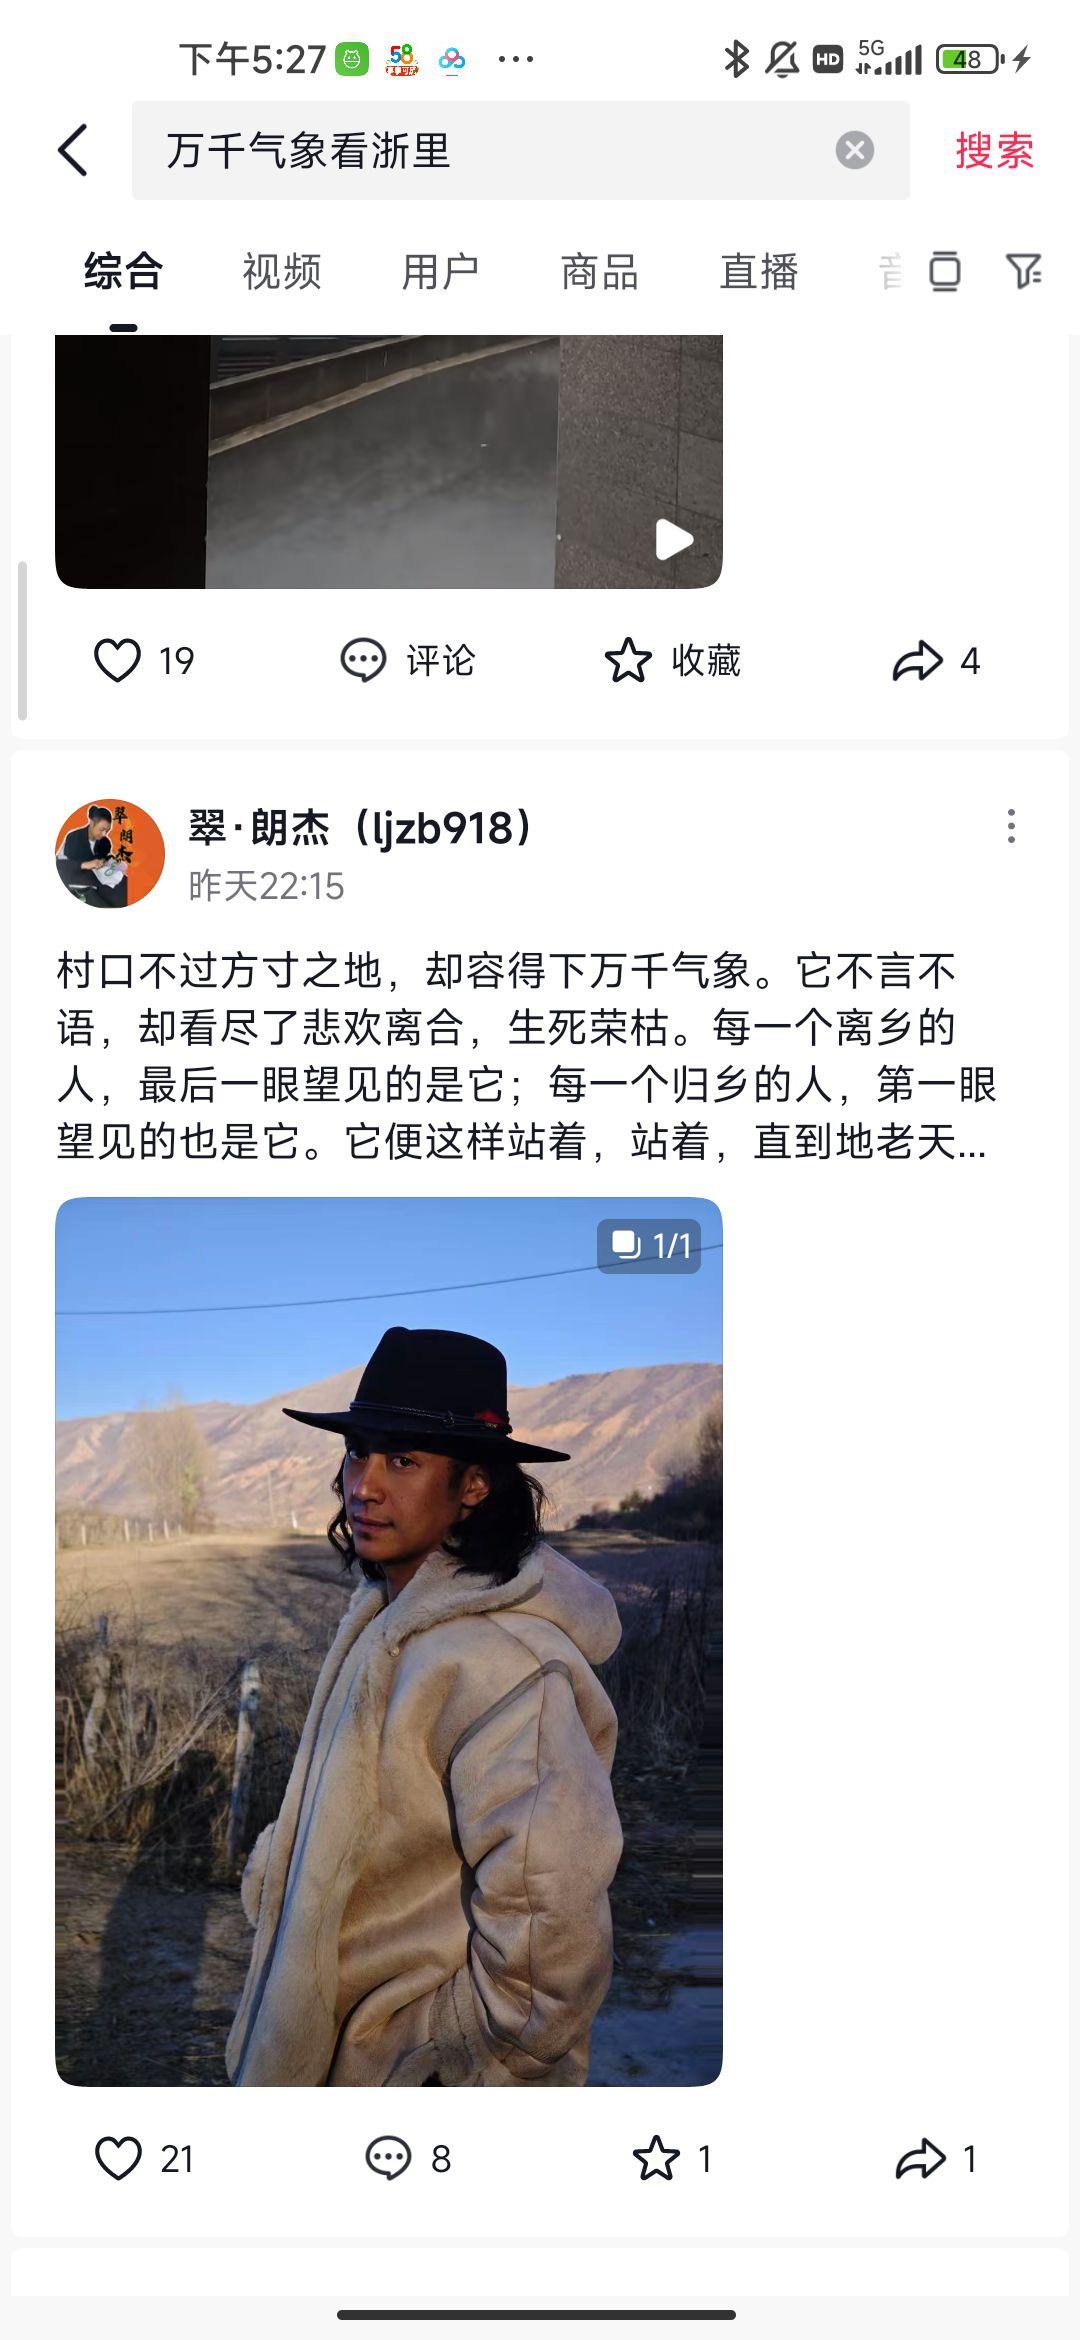 下午5:27
58
HD
5G
48
万千气象看浙里
搜索
综合
视频
用户
商品
直播
19
评论
收藏
4
翠·朗杰（ljzb918）
翠
朗
杰
昨天22:15
村口不过方寸之地，却容得下万千气象。它不言不
语，却看尽了悲欢离合，生死荣枯。每一个离乡的
人，最后一眼望见的是它；每一个归乡的人，第一眼
望见的也是它。它便这样站着，站着，直到地老天...
1/1
21
8
1
1